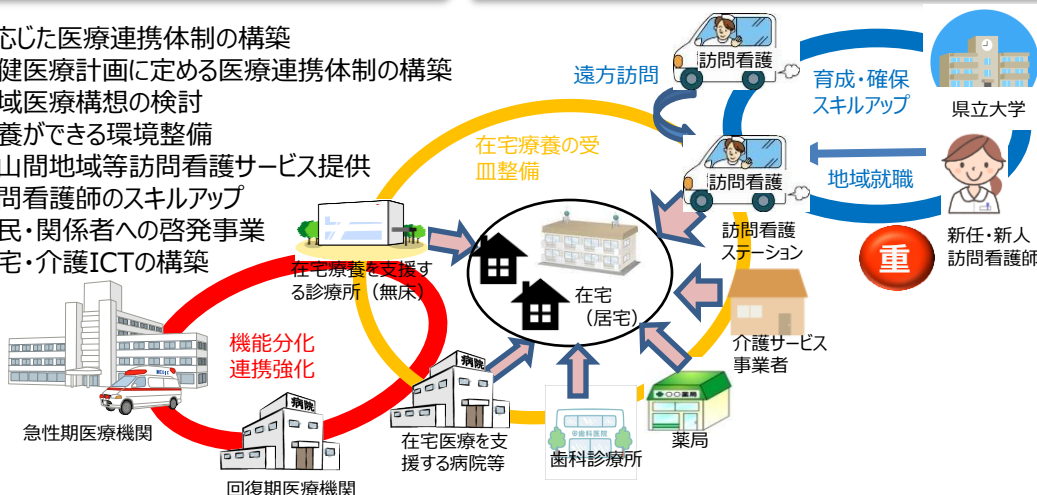 応じた医療連携体制の構築
健医療計画に定める医療連携体制の構築
域医療構想の検討
養ができる環境整備
山間地域等訪問看護サービス提供
問看護師のスキルアップ
民・関係者への啓発事業
宅・介護ICTの構築
遠方訪問
訪問看護
育成・確保
スキルアップ
県立大学
在宅療養の受
皿整備
訪問看護
地域就職
訪問看護
ステーション
重
新任・新人
訪問看護師
在宅療養を支援す
る診療所（無床）
在宅
（居宅）
機能分化
連携強化
介護サービス
事業者
急性期医療機関
病院
回復期医療機関
病院
在宅医療を支
援する病院等
歯科医院
歯科診療所
〇〇薬局
薬局